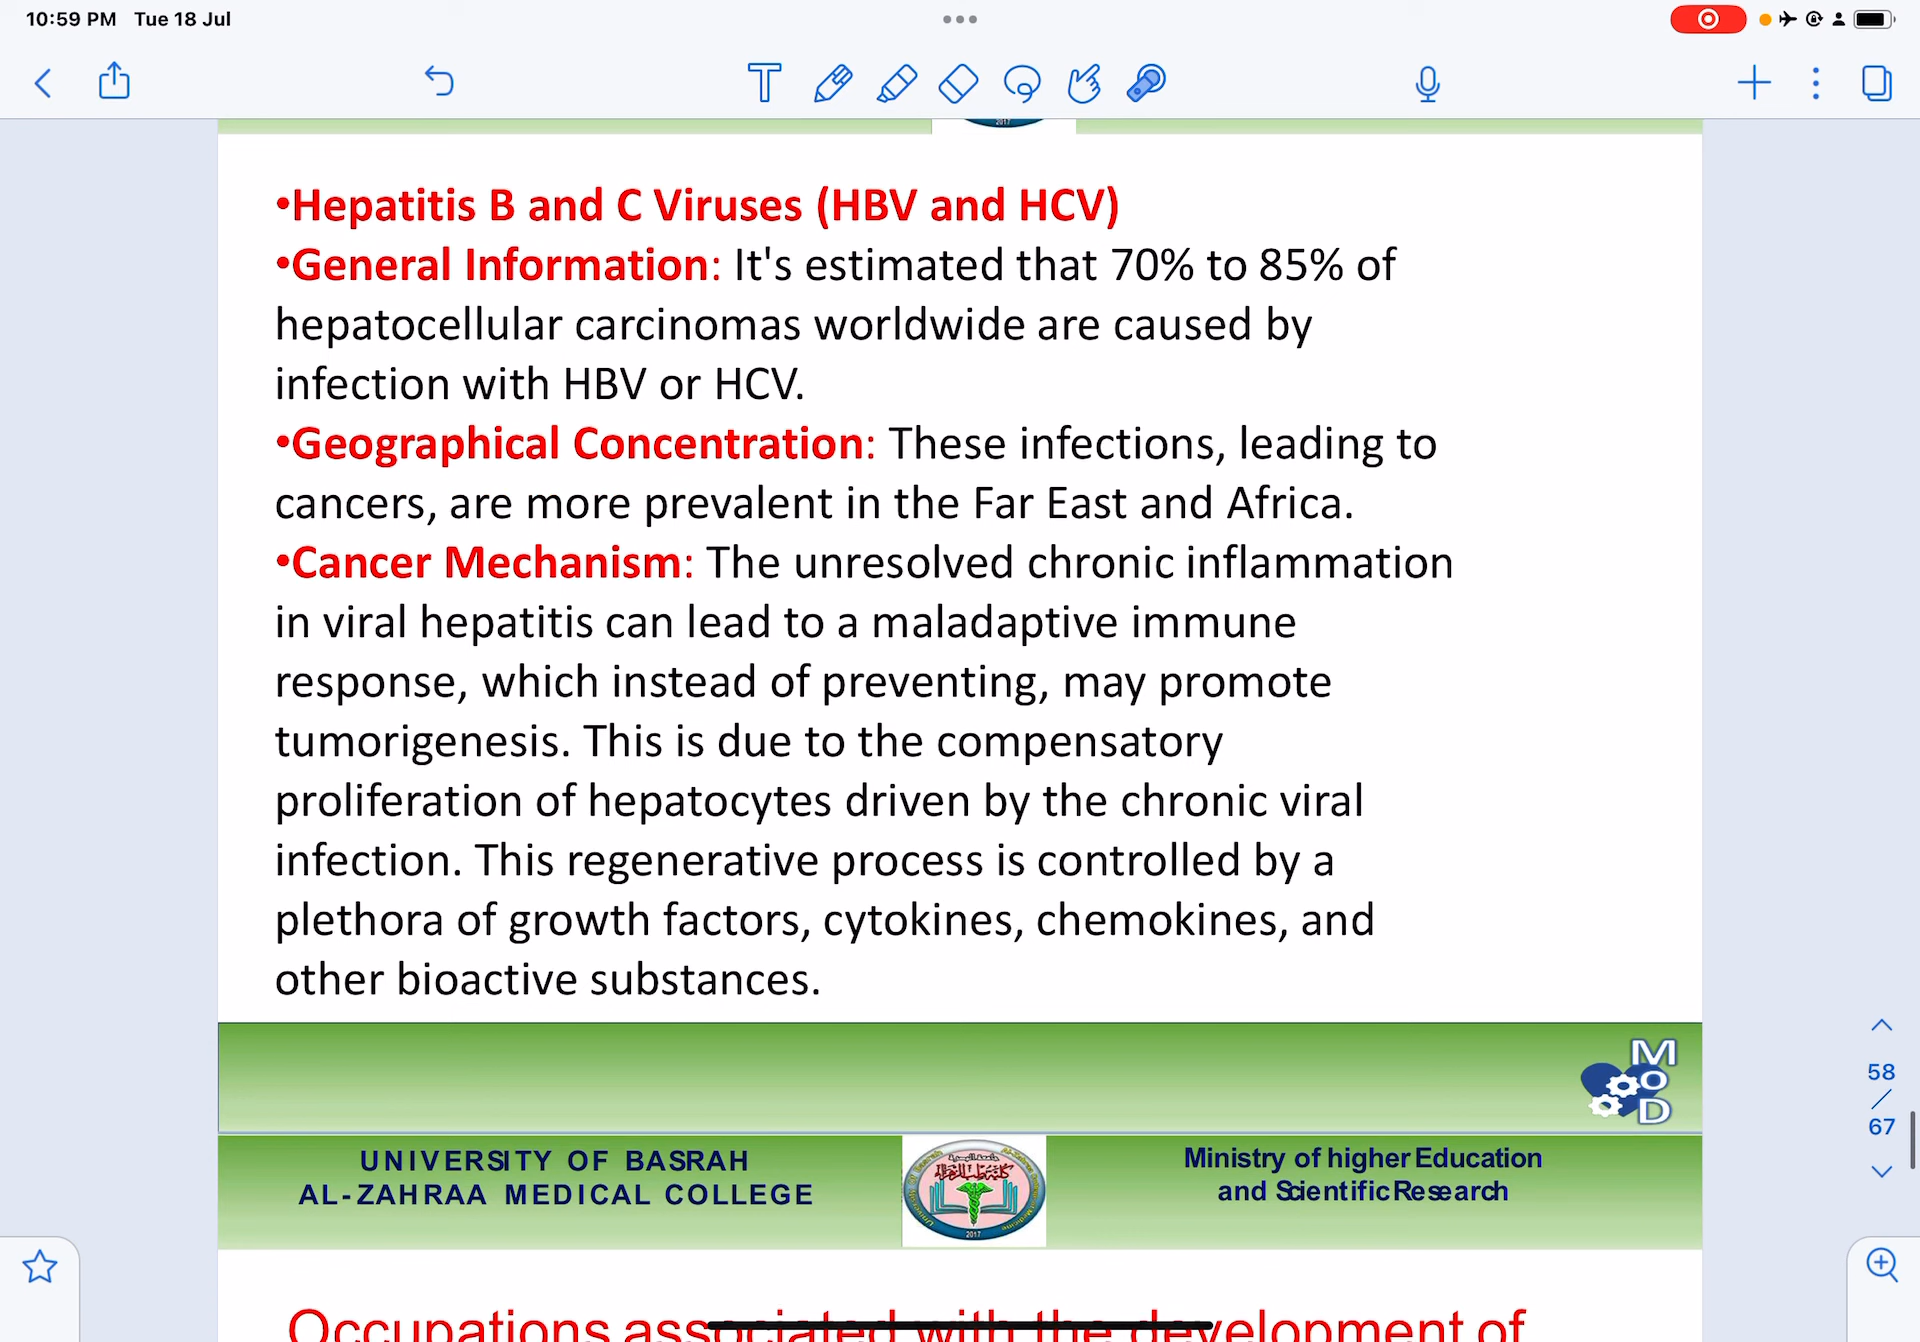 10:59 PM Tue 18 Jul
•Hepatitis B and C Viruses (HBV and HCV)
•General Information: It's estimated that 70% to 85% of
hepatocellular carcinomas worldwide are caused by
infection with HBV or HCV.
•Geographical Concentration: These infections, leading to
cancers, are more prevalent in the Far East and Africa.
•Cancer Mechanism: The unresolved chronic inflammation
in viral hepatitis can lead to a maladaptive immune
response, which instead of preventing, may promote
tumorigenesis. This is due to the compensatory
proliferation of hepatocytes driven by the chronic viral
infection. This regenerative process is controlled by a
plethora of growth factors, cytokines, chemokines, and
other bioactive substances.
MOD
58
/
67
UNIVERSITY OF BASRAH
AL-ZAHRAA MEDICAL COLLEGE
2017
Ministry of higher Education
and Scientific Research
Occupations associated with the development of